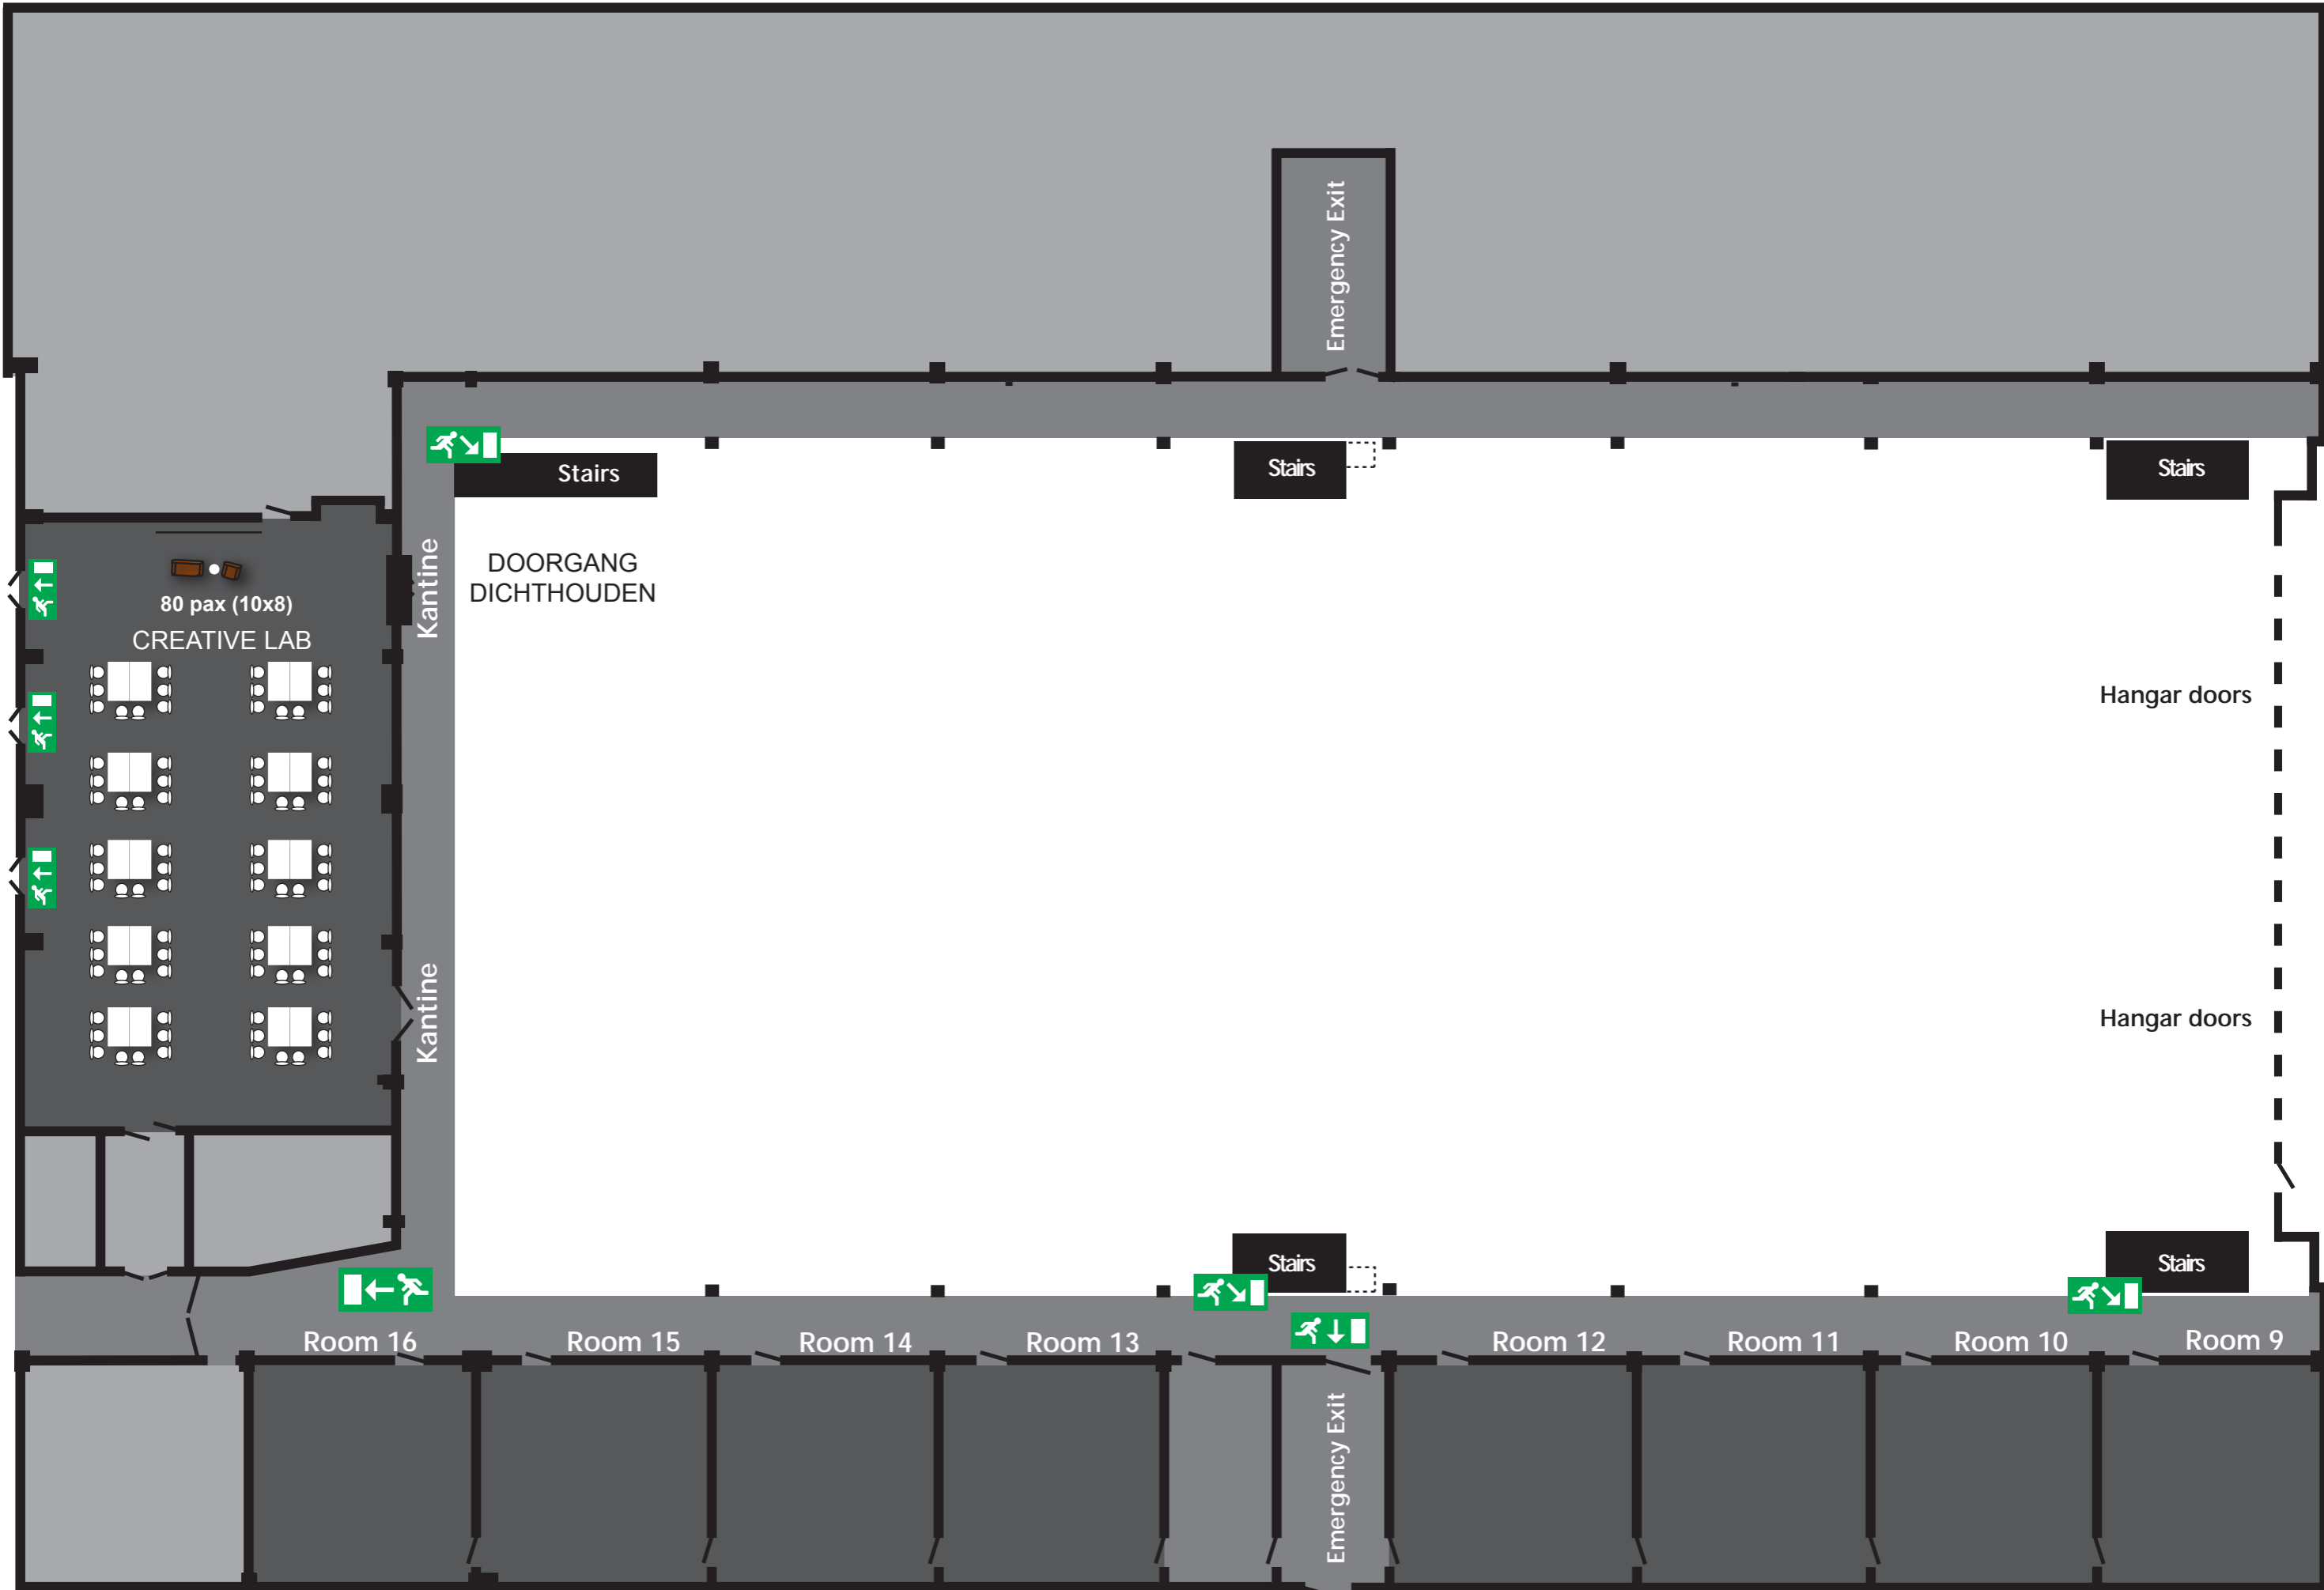 Emergency Exit
Stairs
Stairs
Stairs
Kantine
DOORGANG
DICHTHOUDEN
80 pax (10x8)
CREATIVE LAB
Hangar doors
Kantine
Hangar doors
Stairs
Stairs
Room 16
Room 15
Room 14
Room 13
Room 12
Room 11
Room 10
Room 9
Emergency Exit